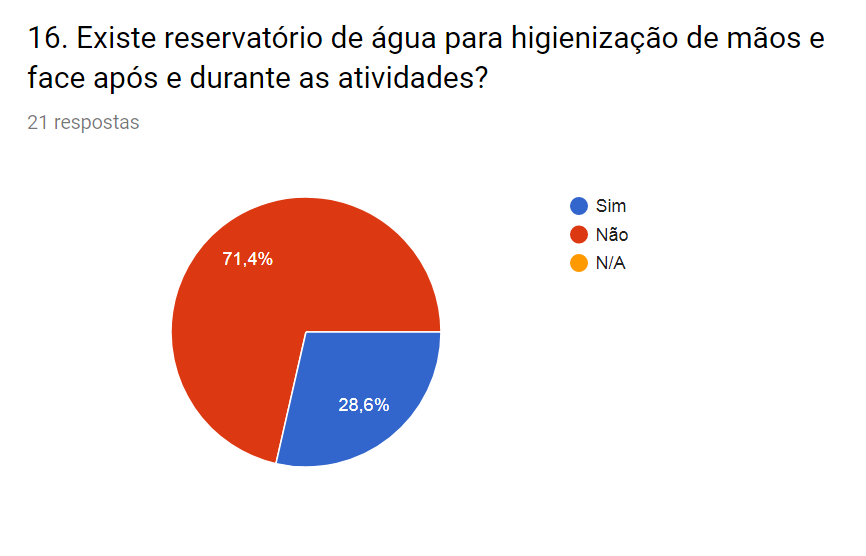 16. Existe reservatório de água para higienização de mãos e
face após e durante as atividades?
21 respostas
Sim
Não
N/A
71,4%
28,6%